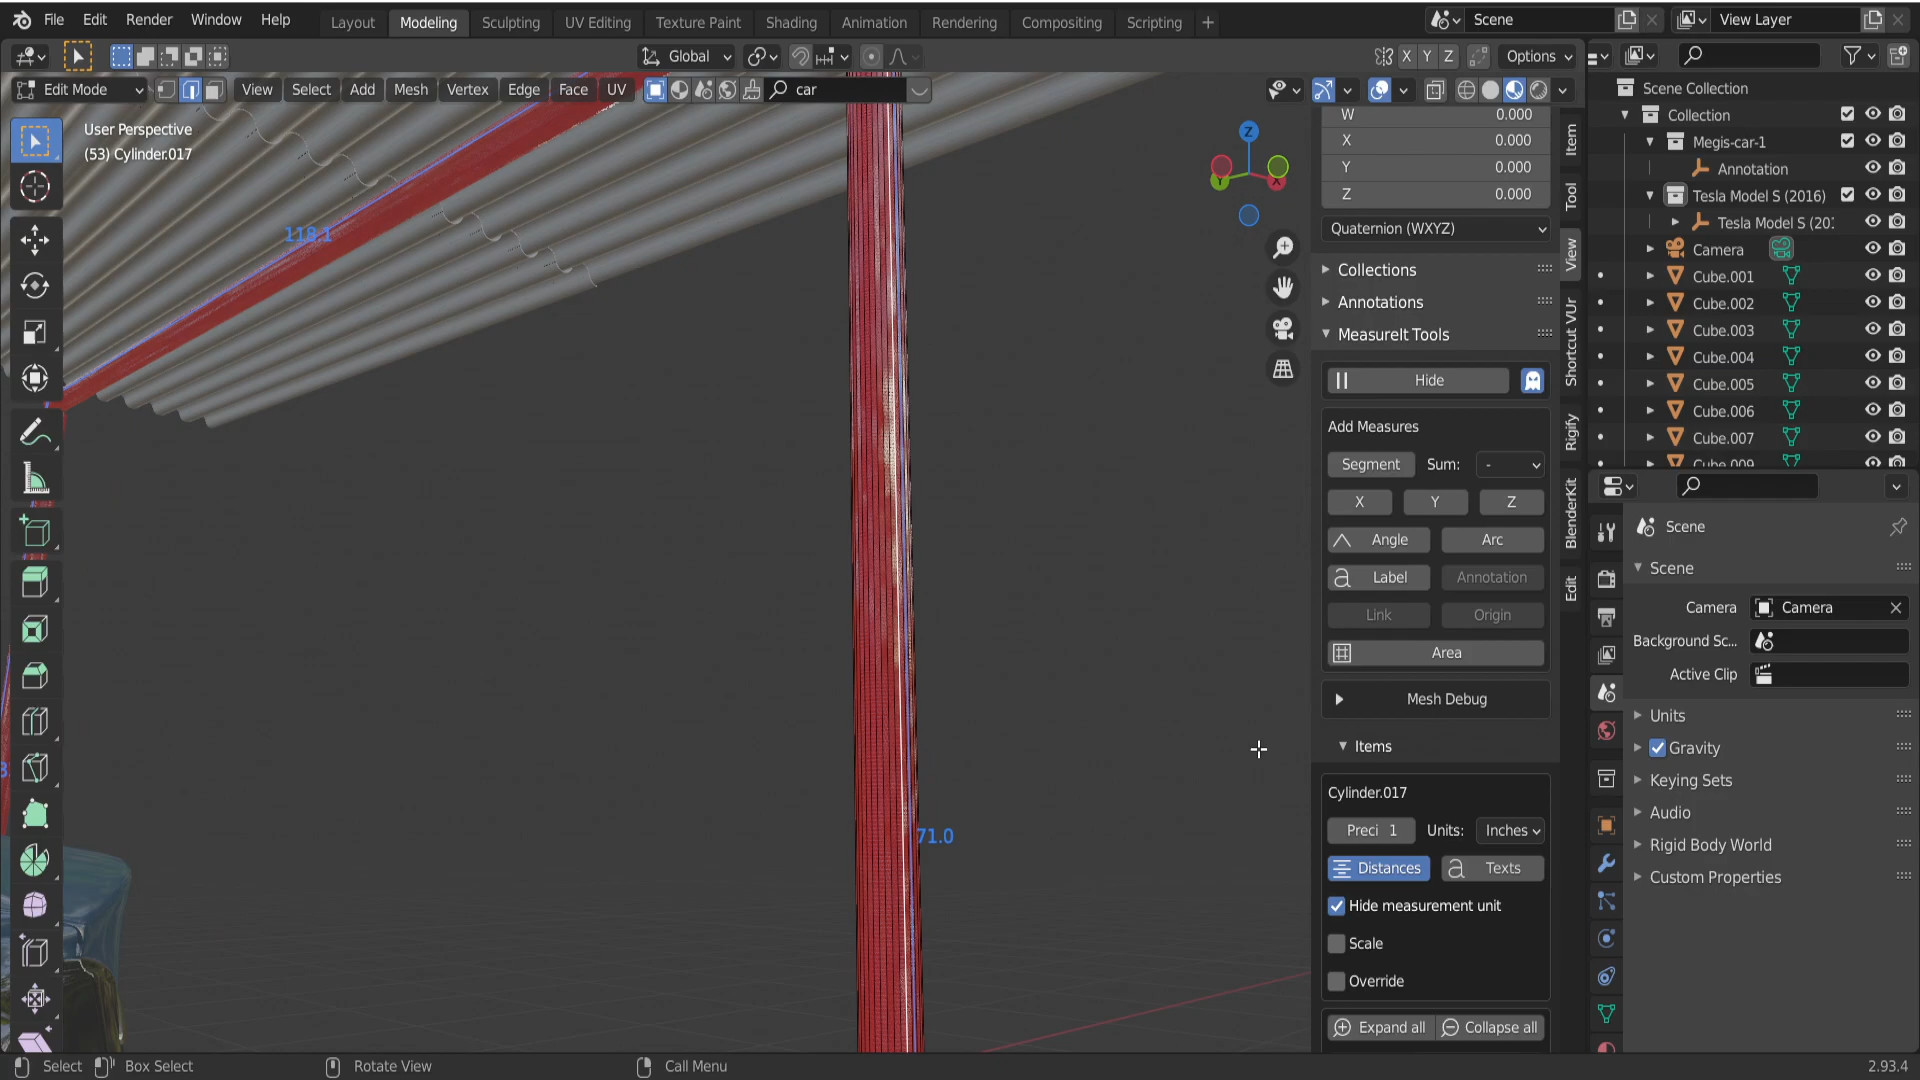 File Edit Render Window Help Layout Modeling Sculpting UV Editing Texture Paint Shading Animation Rendering Compositing Scripting + Scene View Layer
Global X Y Z Options
Edit Mode View Select Add Mesh Vertex Edge Face UV car
User Perspective
(53) Cylinder.017
118.1
71.0
Z
Y
X
W 0.000
X 0.000
Y 0.000
Z 0.000
Quaternion (WXYZ)
Collections
Annotations
MeasureIt Tools
Hide
Add Measures
Segment Sum: -
X Y Z
Angle Arc
Label Annotation
Link Origin
Area
Mesh Debug
Items
Cylinder.017
Preci 1 Units: Inches
Distances Texts
Hide measurement unit
Scale
Override
Expand all Collapse all
Item
Tool
View
Shortcut VUr
Rigify
BlenderKit
Edit
Scene Collection
Collection
Megis-car-1
Annotation
Tesla Model S (2016)
Tesla Model S (20:
Camera
Cube.001
Cube.002
Cube.003
Cube.004
Cube.005
Cube.006
Cube.007
Cube.009
Scene
Scene
Camera Camera
Background Sc...
Active Clip
Units
Gravity
Keying Sets
Audio
Rigid Body World
Custom Properties
Select Box Select Rotate View Call Menu 2.93.4